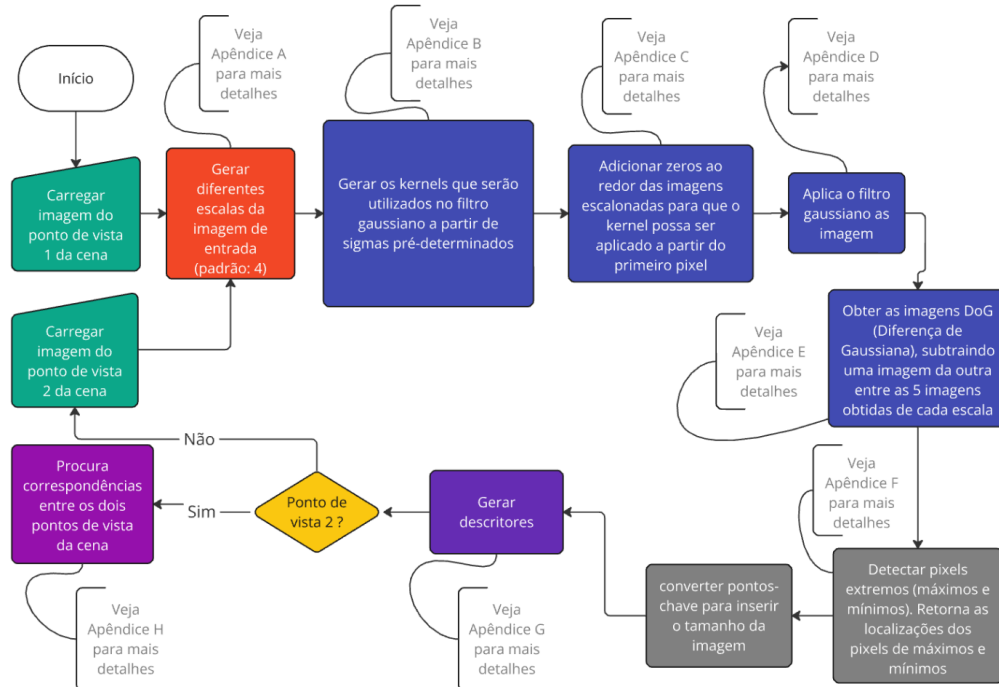 Início
Veja
Apêndice A
para mais
detalhes
Veja
Apêndice B
para mais
detalhes
Veja
Apêndice C
para mais
detalhes
Veja
Apêndice D
para mais
detalhes
Carregar
imagem do
ponto de vista
1 da cena
Gerar
diferentes
escalas da
imagem de
entrada
(padrão: 4)
Gerar os kernels que serão
utilizados no filtro
gaussiano a partir de
sigmas pré-determinados
Adicionar zeros ao
redor das imagens
escalonadas para que o
kernel possa ser
aplicado a partir do
primeiro pixel
Aplica o filtro
gaussiano as
imagem
Carregar
imagem do
ponto de vista
2 da cena
Veja
Apêndice E
para mais
detalhes
Obter as imagens DoG
(Diferença de
Gaussiana), subtraindo
uma imagem da outra
entre as 5 imagens
obtidas de cada escala
Não
Procura
correspondências
entre os dois
pontos de vista
da cena
Sim
Ponto de
vista 2 ?
Gerar
descritores
Veja
Apêndice F
para mais
detalhes
converter pontos-
chave para inserir
o tamanho da
imagem
Detectar pixels
extremos (máximos e
mínimos). Retorna as
localizações dos
pixels de máximos e
mínimos
Veja
Apêndice H
para mais
detalhes
Veja
Apêndice G
para mais
detalhes